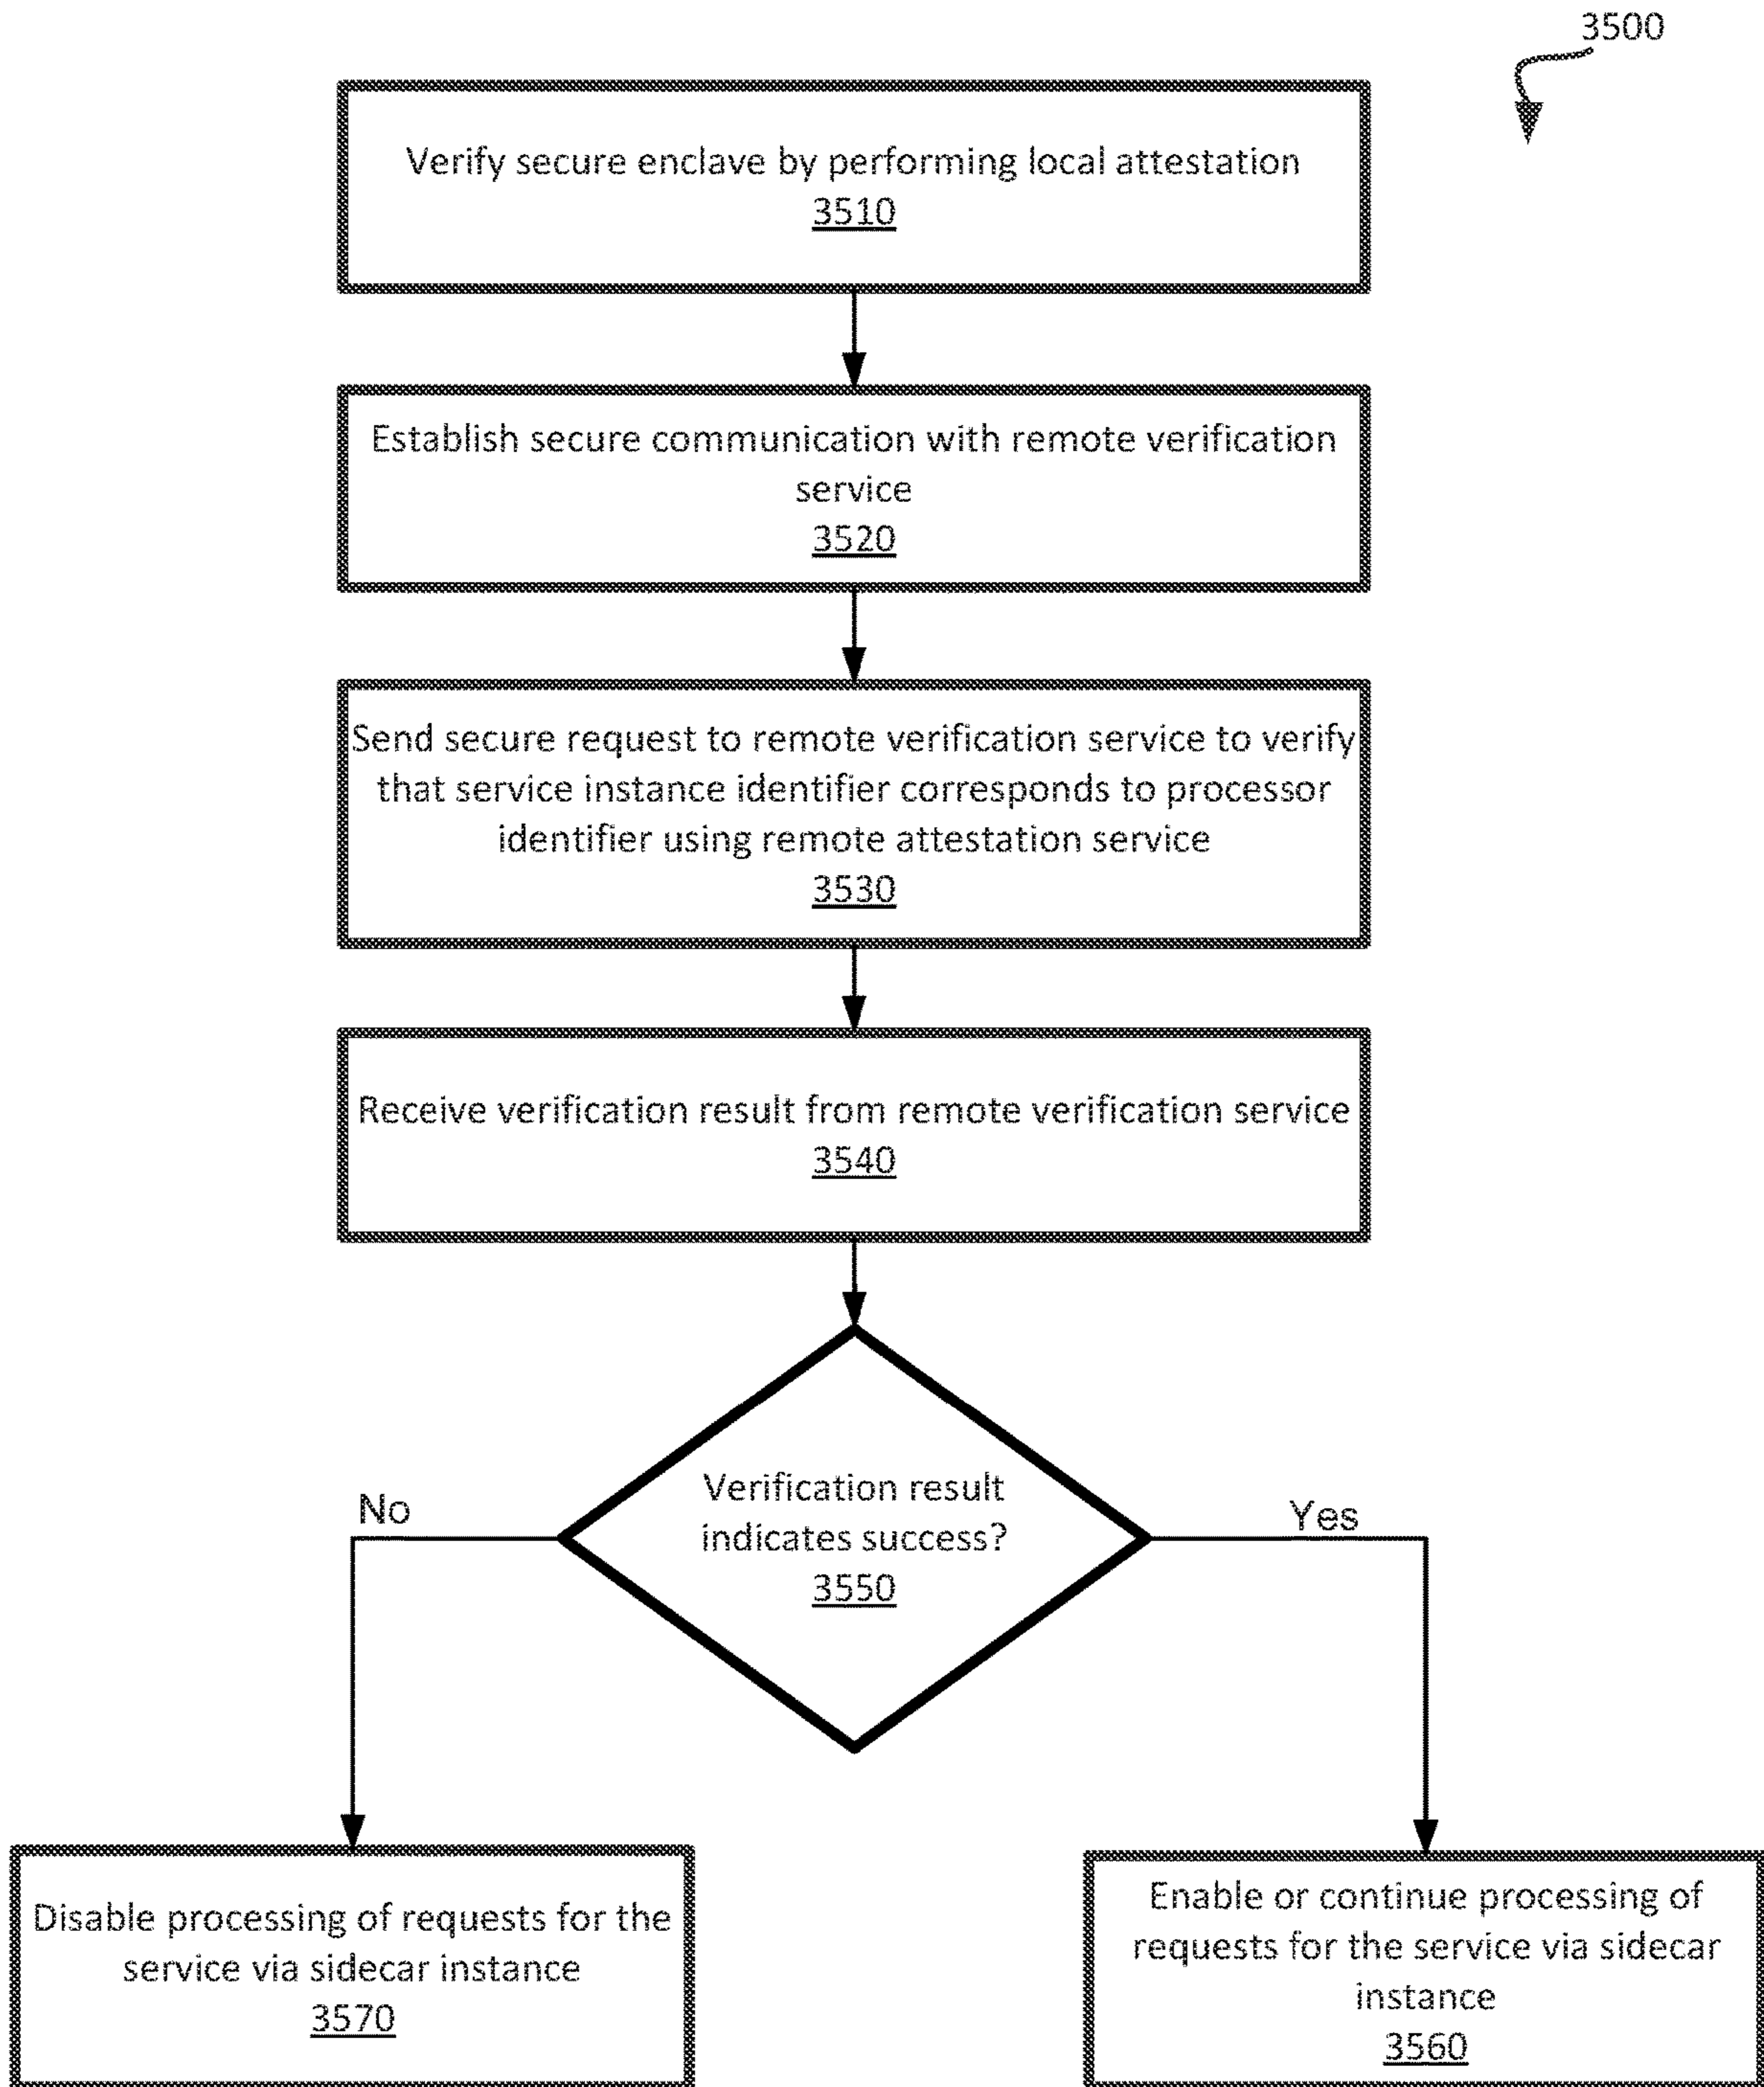 3500
Verify secure enclave by performing local attestation
3510
Establish secure communication with remote verification
service
3520
Send secure request to remote verification service to verify
that service instance identifier corresponds to processor
identifier using remote attestation service
3530
Receive verification result from remote verification service
3540
Verification result
indicates success?
3550
No
Yes
Disable processing of requests for the
service via sidecar instance
3570
Enable or continue processing of
requests for the service via sidecar
instance
3560